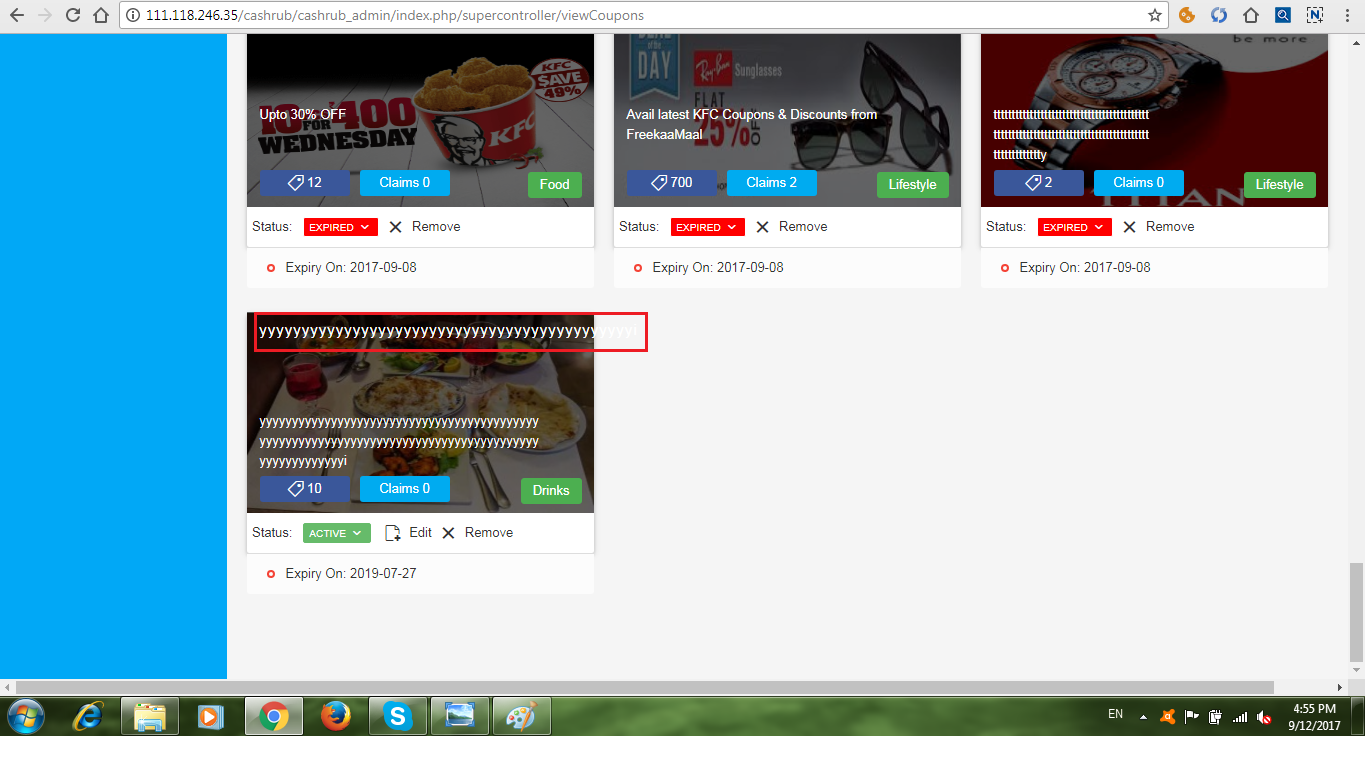 111.118.246.35/cashrub/cashrub_admin/index.php/supercontroller/viewCoupons
KFC
SAVE
49%
10 FOR ₹400
WEDNESDAY
KFC
Upto 30% OFF
12
Claims 0
Food
DEAL
of the
DAY
Ray-Ban Sunglasses
FLAT
25%
OFF
Avail latest KFC Coupons & Discounts from
FreekaaMaal
700
Claims 2
Lifestyle
be more
TITAN
tttttttttttttttttttttttttttttttttttttttttttt
tttttttttttttttttttttttttttttttttttttttttttt
ttttttttttttty
2
Claims 0
Lifestyle
Status: EXPIRED Remove
Status: EXPIRED Remove
Status: EXPIRED Remove
Expiry On: 2017-09-08
Expiry On: 2017-09-08
Expiry On: 2017-09-08
yyyyyyyyyyyyyyyyyyyyyyyyyyyyyyyyyyyyyyyyyyyyi
yyyyyyyyyyyyyyyyyyyyyyyyyyyyyyyyyyyyyyyyyyy
yyyyyyyyyyyyyyyyyyyyyyyyyyyyyyyyyyyyyyyyyyy
yyyyyyyyyyyyyi
10
Claims 0
Drinks
Status: ACTIVE Edit Remove
Expiry On: 2019-07-27
EN
4:55 PM
9/12/2017